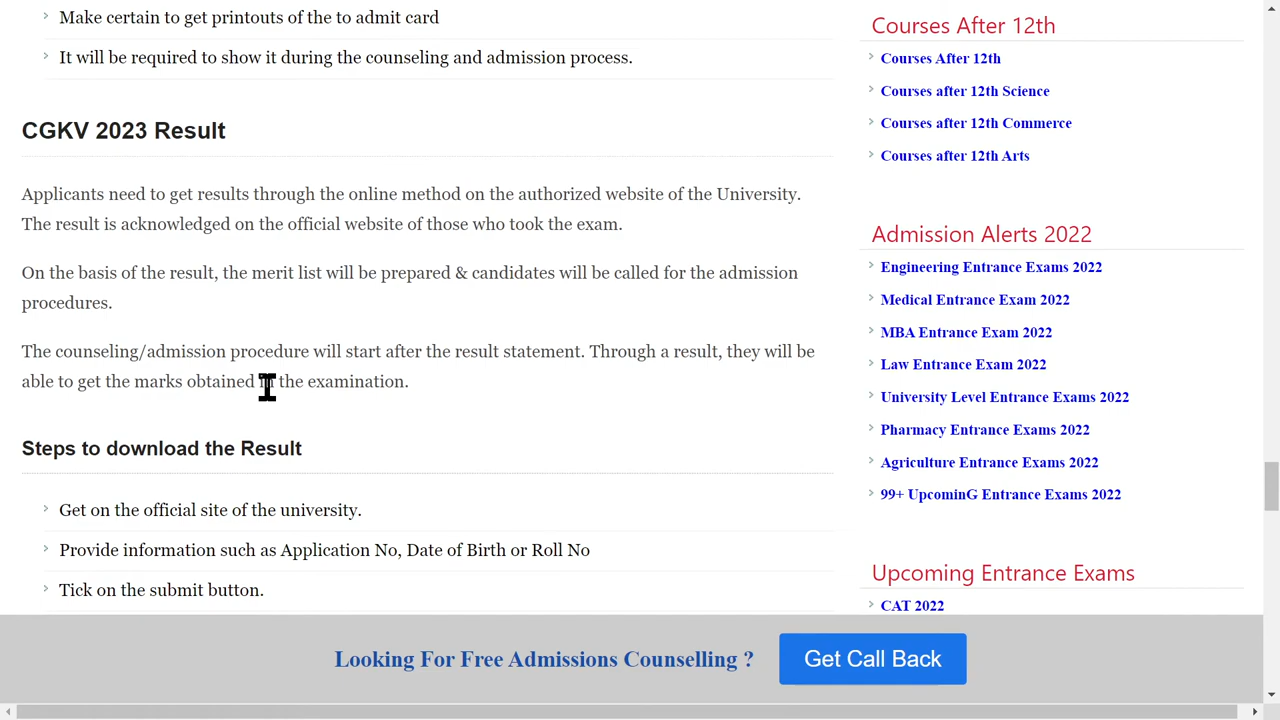 Make certain to get printouts of the to admit card
It will be required to show it during the counseling and admission process.
CGKV 2023 Result
Applicants need to get results through the online method on the authorized website of the University.
The result is acknowledged on the official website of those who took the exam.
On the basis of the result, the merit list will be prepared & candidates will be called for the admission
procedures.
The counseling/admission procedure will start after the result statement. Through a result, they will be
able to get the marks obtained in the examination.
Steps to download the Result
Get on the official site of the university.
Provide information such as Application No, Date of Birth or Roll No
Tick on the submit button.
Courses After 12th
Courses After 12th
Courses after 12th Science
Courses after 12th Commerce
Courses after 12th Arts
Admission Alerts 2022
Engineering Entrance Exams 2022
Medical Entrance Exam 2022
MBA Entrance Exam 2022
Law Entrance Exam 2022
University Level Entrance Exams 2022
Pharmacy Entrance Exams 2022
Agriculture Entrance Exams 2022
99+ UpcominG Entrance Exams 2022
Upcoming Entrance Exams
CAT 2022
Looking For Free Admissions Counselling ?
Get Call Back